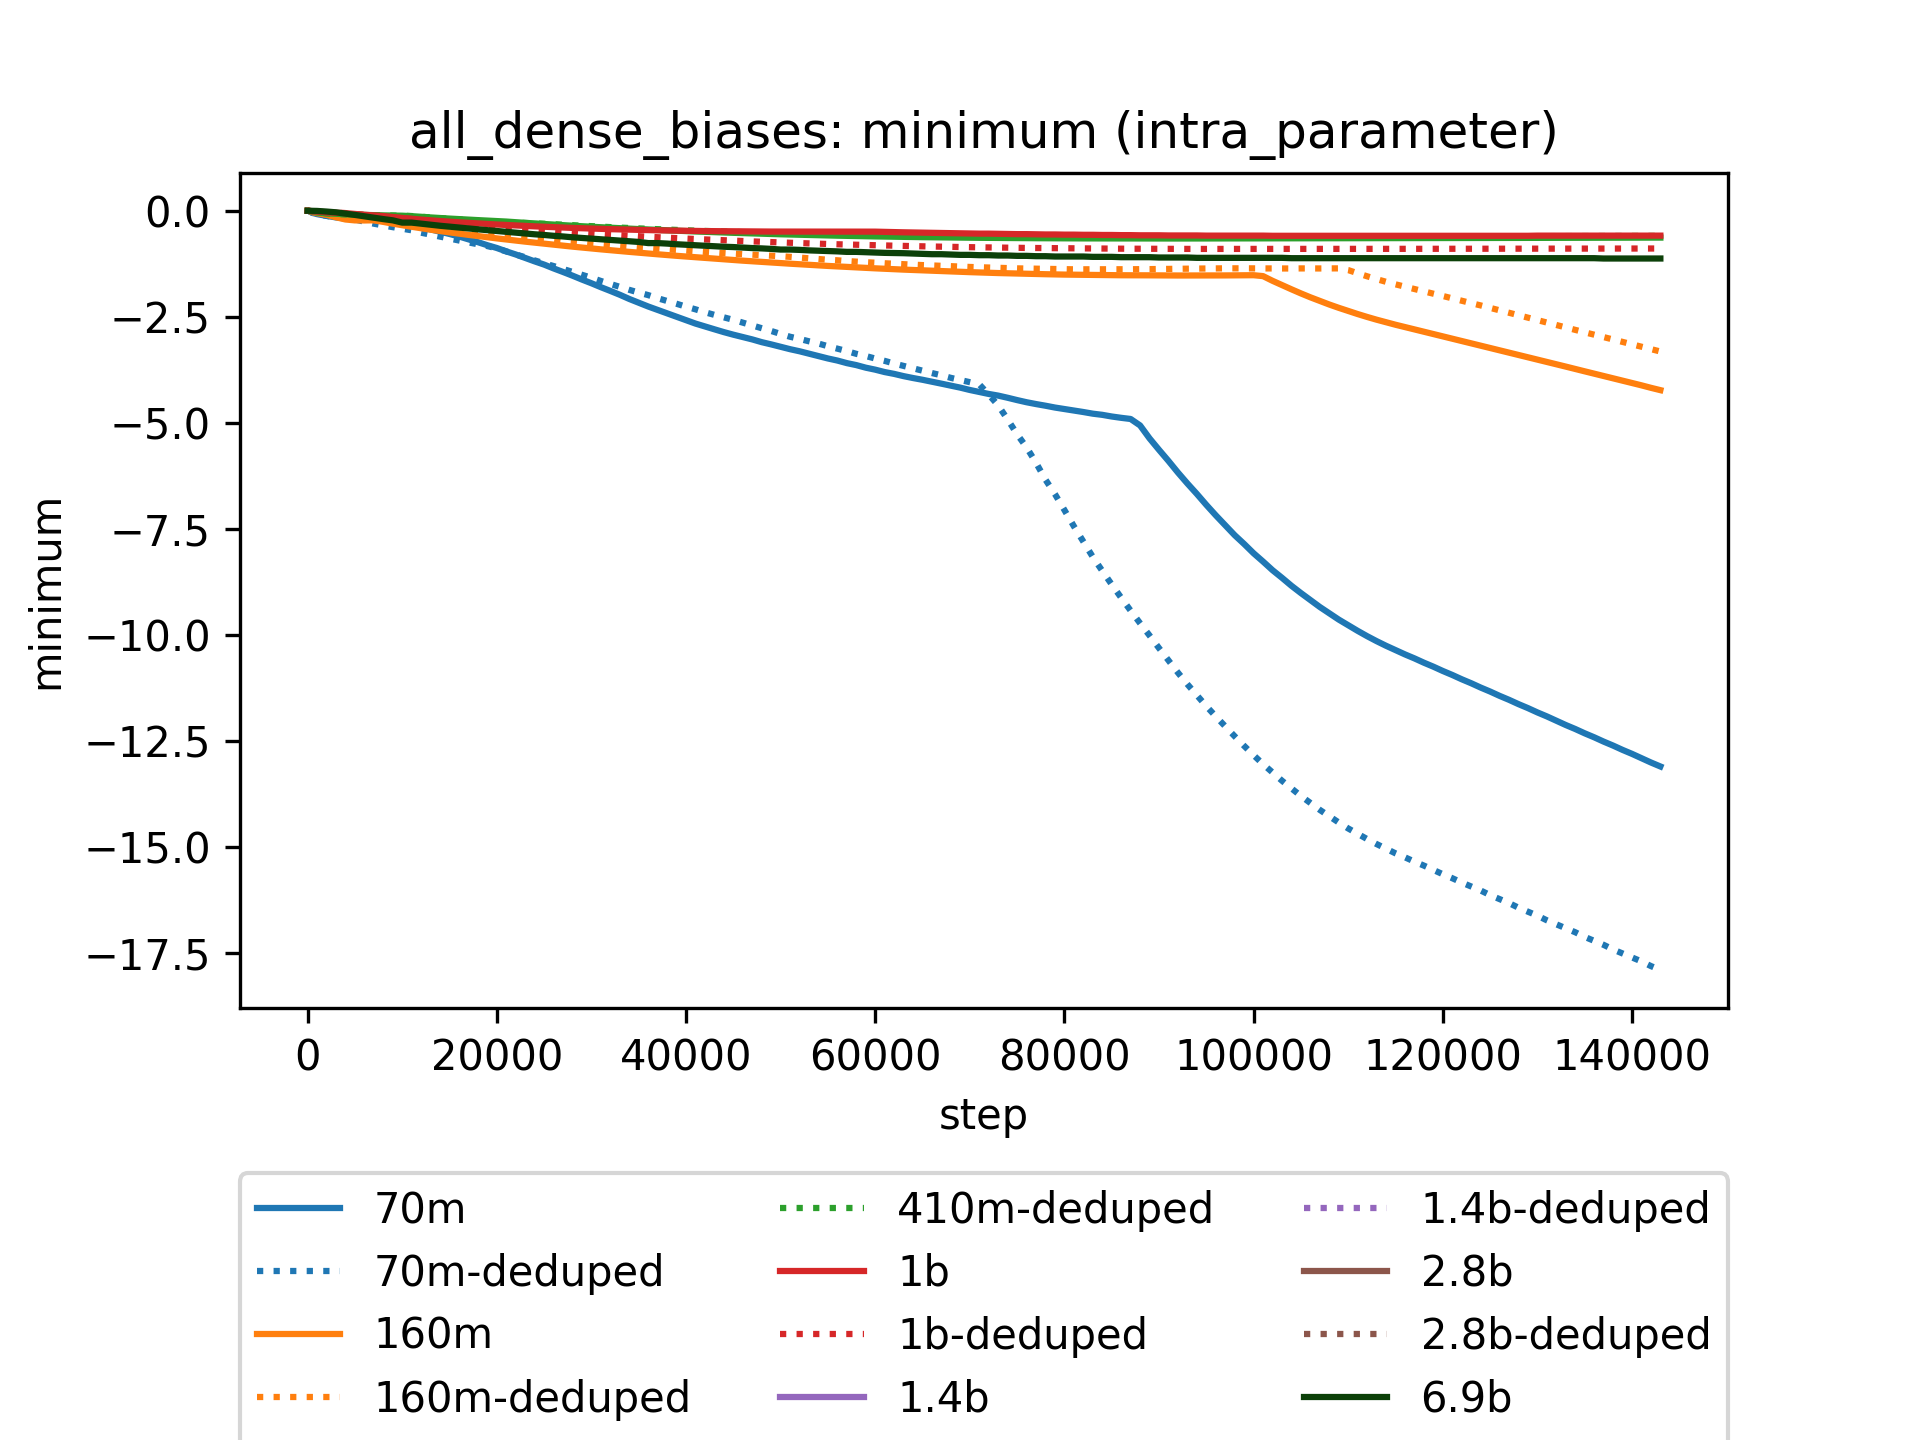 all_dense_biases: minimum (intra_parameter)
0.0
−2.5
−5.0
−7.5
−10.0
−12.5
−15.0
−17.5
minimum
0 20000 40000 60000 80000 100000 120000 140000
step
70m 410m-deduped 1.4b-deduped
70m-deduped 1b 2.8b
160m 1b-deduped 2.8b-deduped
160m-deduped 1.4b 6.9b